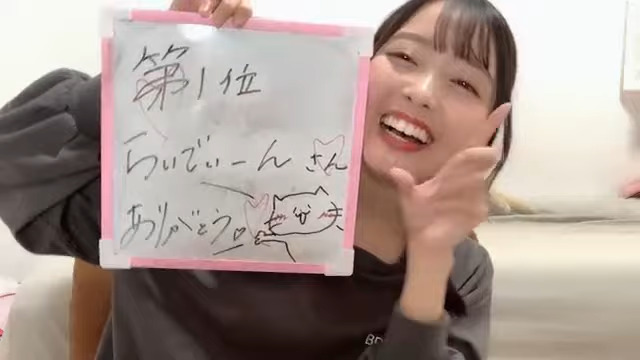 第1位
らいでぃーん さん
ありがとう